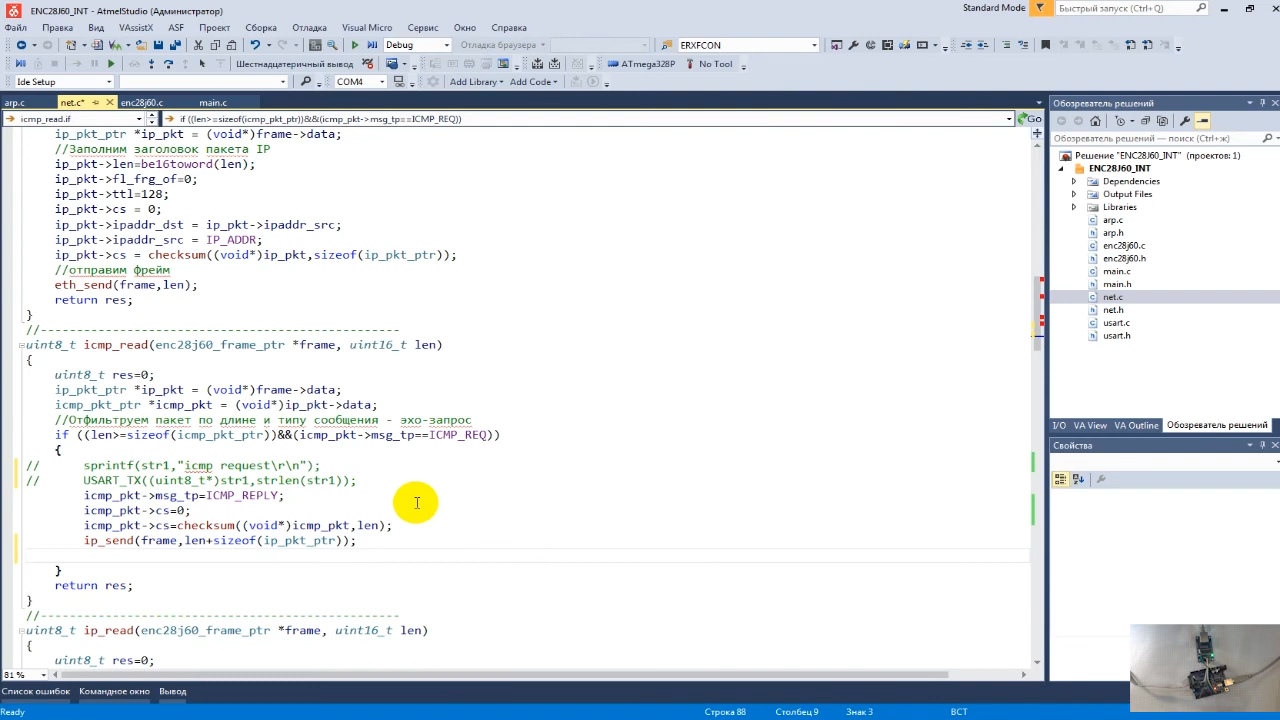 ENC28J60_INT - AtmelStudio (Администратор)
Standard Mode
Быстрый запуск (Ctrl+Q)
Файл Правка Вид VAssistX ASF Проект Сборка Отладка Visual Micro Сервис Окно Справка
Debug
Отладка браузера
ERXFCON
Шестнадцатеричный вывод
ATmega328P
No Tool
Ide Setup
COM4
Add Library
Add Code
arp.c net.c* enc28j60.c main.c
icmp_read.if
if ((len>=sizeof(icmp_pkt_ptr)&&(icmp_pkt->msg_tp==ICMP_REQ))
Go
ip_pkt_ptr *ip_pkt = (void*)frame->data;
//Заполним заголовок пакета IP
ip_pkt->len=be16toword(len);
ip_pkt->fl_frg_of=0;
ip_pkt->ttl=128;
ip_pkt->cs = 0;
ip_pkt->ipaddr_dst = ip_pkt->ipaddr_src;
ip_pkt->ipaddr_src = IP_ADDR;
ip_pkt->cs = checksum((void*)ip_pkt,sizeof(ip_pkt_ptr));
//отправим фрейм
eth_send(frame,len);
return res;
}
//--------------------------------------------------
uint8_t icmp_read(enc28j60_frame_ptr *frame, uint16_t len)
{
uint8_t res=0;
ip_pkt_ptr *ip_pkt = (void*)frame->data;
icmp_pkt_ptr *icmp_pkt = (void*)ip_pkt->data;
//Отфильтруем пакет по длине и типу сообщения - эхо-запрос
if ((len>=sizeof(icmp_pkt_ptr))&&(icmp_pkt->msg_tp==ICMP_REQ))
{
// sprintf(str1,"icmp request\r\n");
// USART_TX((uint8_t*)str1,strlen(str1));
icmp_pkt->msg_tp=ICMP_REPLY;
icmp_pkt->cs=0;
icmp_pkt->cs=checksum((void*)icmp_pkt,len);
ip_send(frame,len+sizeof(ip_pkt_ptr));
}
return res;
}
//--------------------------------------------------
uint8_t ip_read(enc28j60_frame_ptr *frame, uint16_t len)
{
uint8_t res=0;
81 %
Обозреватель решений
Обозреватель решений — поиск (Ctrl+ж)
Решение "ENC28J60_INT" (проектов: 1)
ENC28J60_INT
Dependencies
Output Files
Libraries
arp.c
arp.h
enc28j60.c
enc28j60.h
main.c
main.h
net.c
net.h
usart.c
usart.h
I/O VA View VA Outline Обозреватель решений
Свойства
Список ошибок Командное окно Вывод
Ready
Строка 88 Столбец 9 Знак 3 ВСТ